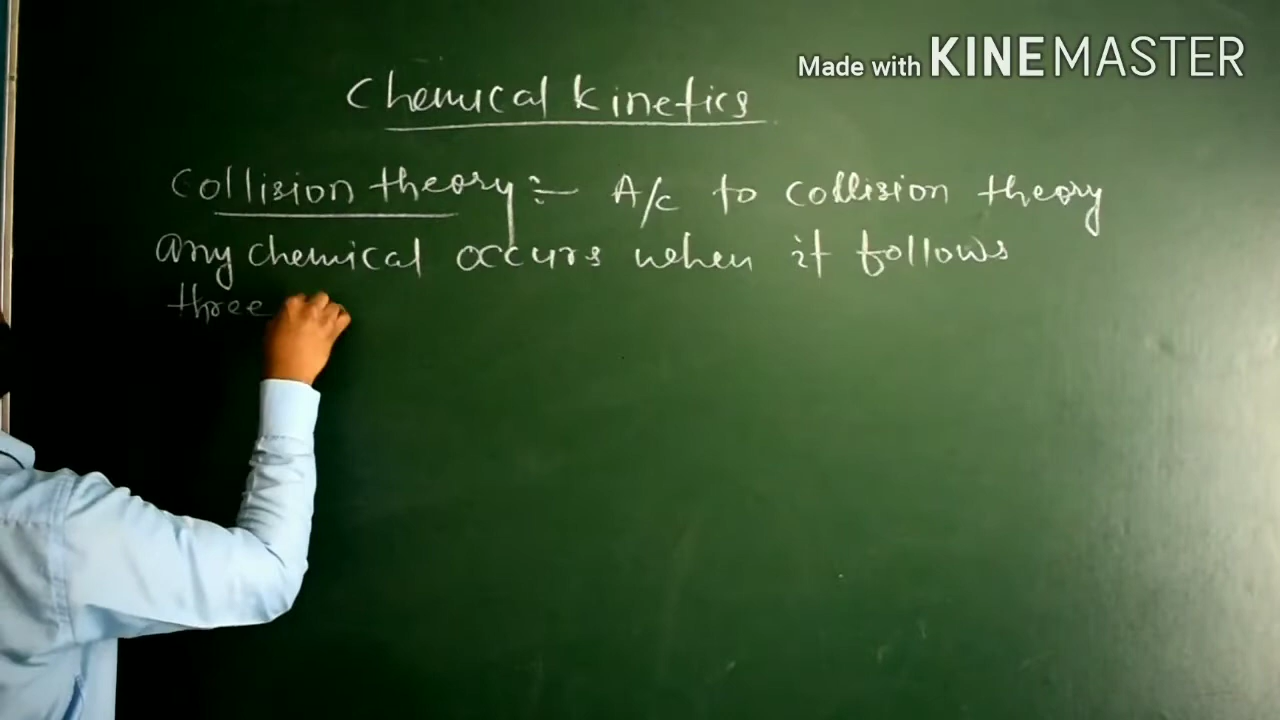 Made with KINEMASTER
Chemical kinetics
Collision theory :- A/c to collision theory
any chemical occurs when it follows
three